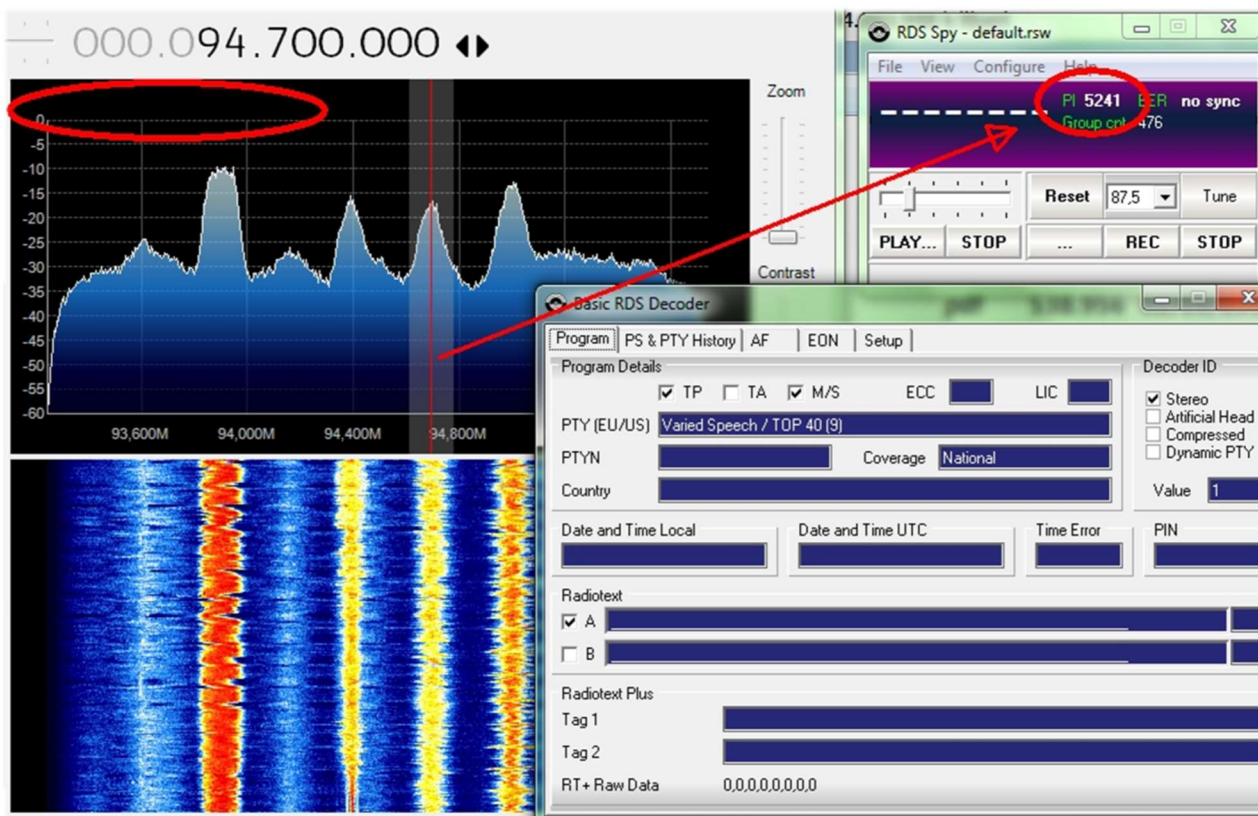 000.094.700.000
RDS Spy - default.rsw
File View Configure Help
PI 5241 BER no sync
Group cnt 476
Zoom
0
-5
-10
-15
-20
-25
-30
-35
-40
-45
-50
-55
-60
93,600M 94,000M 94,400M 94,800M
Contrast
Reset 87,5 Tune
PLAY... STOP ... REC STOP
pdf
Basic RDS Decoder
Program PS & PTY History AF EON Setup
Program Details
TP TA M/S ECC LIC
PTY (EU/US) Varied Speech / TOP 40 (9)
PTYN Coverage National
Country
Decoder ID
Stereo
Artificial Head
Compressed
Dynamic PTY
Value 1
Date and Time Local Date and Time UTC Time Error PIN
Radiotext
A
B
Radiotext Plus
Tag 1
Tag 2
RT+ Raw Data 0,0,0,0,0,0,0,0